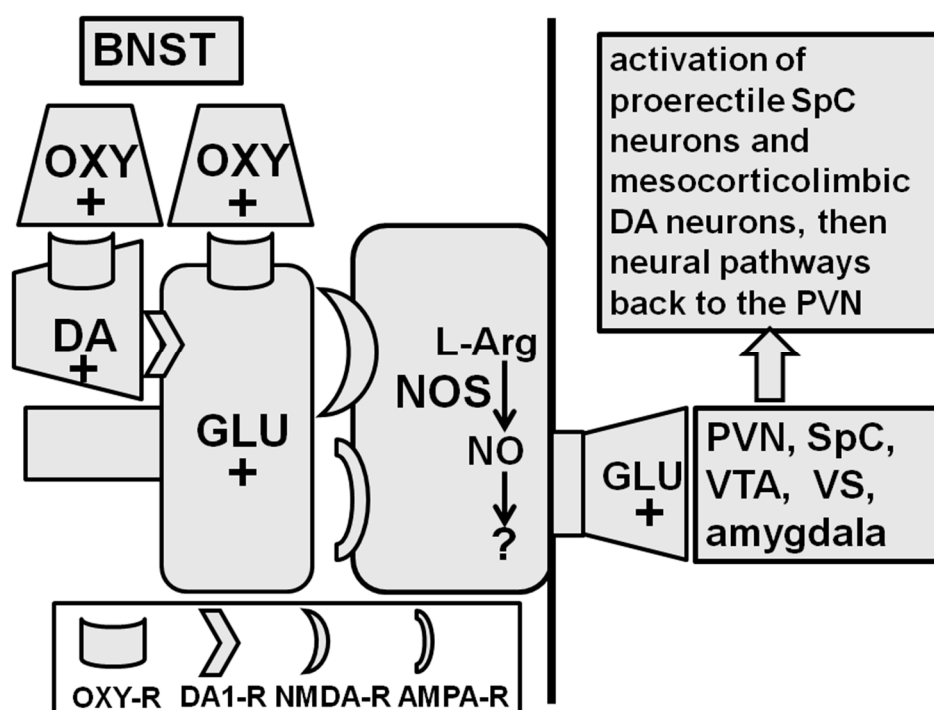 BNST
OXY
+
OXY
+
DA
+
GLU
+
L-Arg
NOS
NO
?
GLU
+
activation of
proerectile SpC
neurons and
mesocorticolimbic
DA neurons, then
neural pathways
back to the PVN
PVN, SpC,
VTA, VS,
amygdala
OXY-R DA1-R NMDA-R AMPA-R